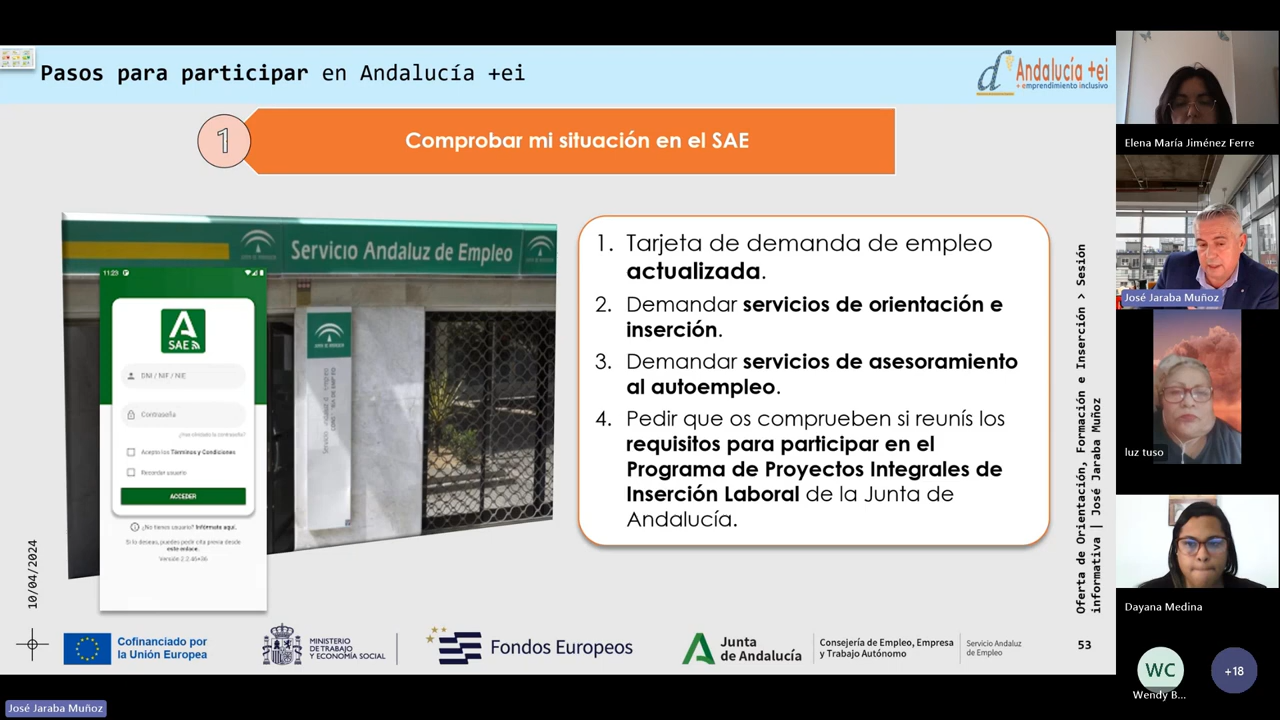 Pasos para participar en Andalucía +ei
Andalucía +ei
+ emprendimiento inclusivo
1
Comprobar mi situación en el SAE
Servicio Andaluz de Empleo
11:23
SAE
DNI / NIF / NIE
Contraseña
¿Has olvidado la contraseña?
Acepto los Términos y Condiciones
Recordar usuario
ACCEDER
¿No tienes usuario? Infórmate aquí.
Si lo deseas, puedes pedir cita previa desde
este enlace.
1. Tarjeta de demanda de empleo
actualizada.
2. Demandar servicios de orientación e
inserción.
3. Demandar servicios de asesoramiento
al autoempleo.
4. Pedir que os comprueben si reunís los
requisitos para participar en el
Programa de Proyectos Integrales de
Inserción Laboral de la Junta de
Andalucía.
Oferta de Orientación, Formación e Inserción > Sesión
informativa | José Jaraba Muñoz
10/04/2024
Cofinanciado por
la Unión Europea
MINISTERIO
DE TRABAJO
Y ECONOMÍA SOCIAL
Fondos Europeos
Junta
de Andalucía
Consejería de Empleo, Empresa
y Trabajo Autónomo
Servicio Andaluz
de Empleo
53
Elena María Jiménez Ferre
José Jaraba Muñoz
luz tuso
Dayana Medina
WC
Wendy B...
+18
José Jaraba Muñoz